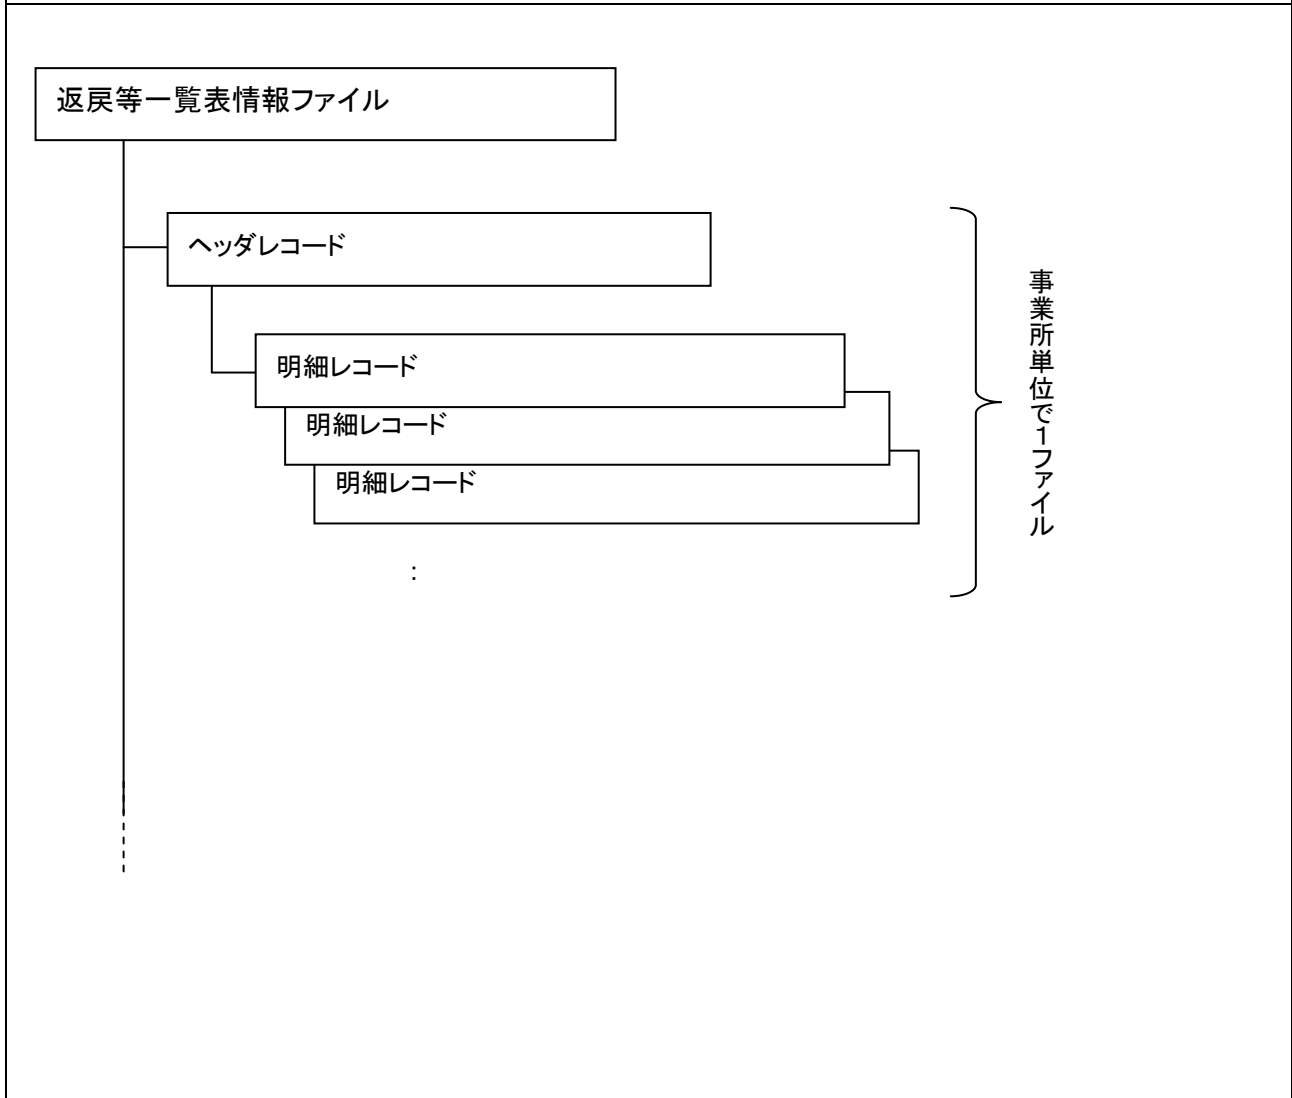 返戻等一覧表情報ファイル
ヘッダレコード
明細レコード
明細レコード
明細レコード
：
事業所単位で１ファイル